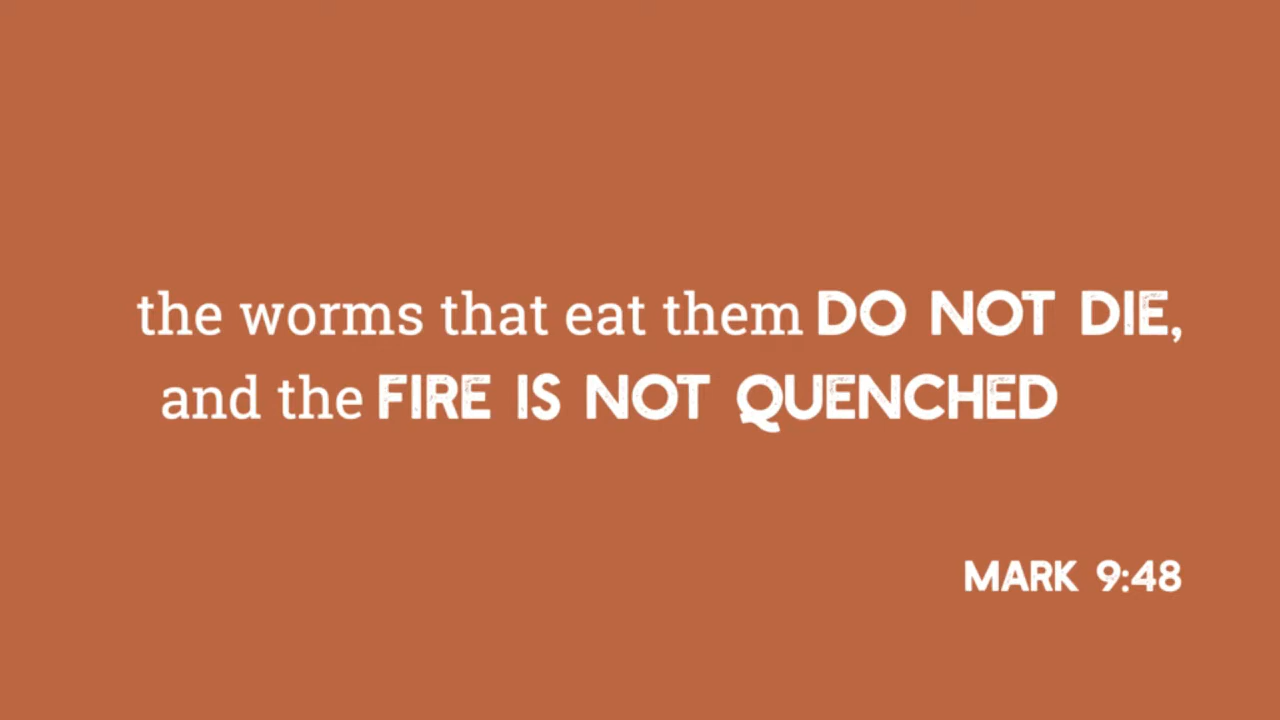 the worms that eat them DO NOT DIE,
and the FIRE IS NOT QUENCHED
MARK 9:48